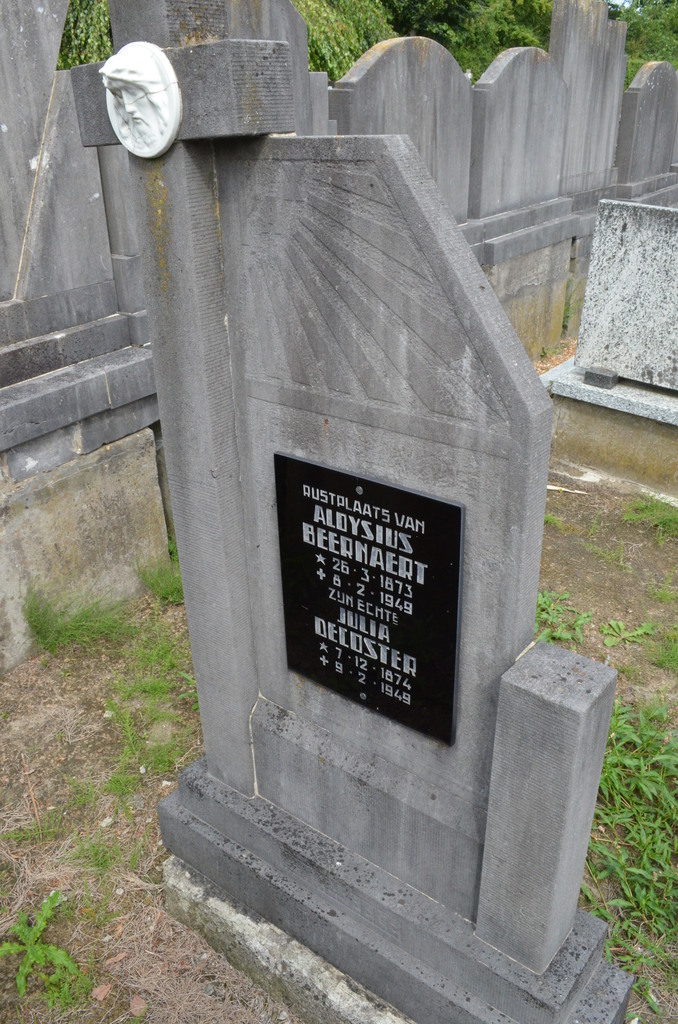 RUSTPLAATS VAN
ALOYSIUS
BEERNAERT
* 26 · 3 · 1873
+ 8 · 2 · 1949
ZIJN ECHTE
JULIA
DECOSTER
* 7 · 12 · 1874
+ 9 · 2 · 1949